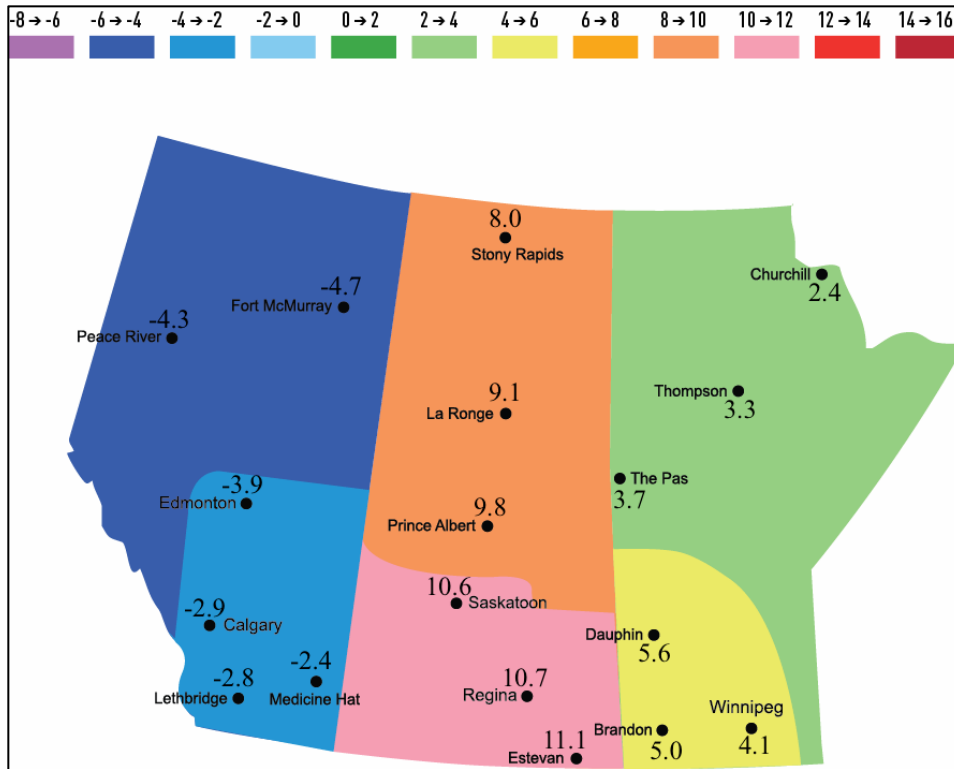 -8 → -6 -6 → -4 -4 → -2 -2 → 0 0 → 2 2 → 4 4 → 6 6 → 8 8 → 10 10 → 12 12 → 14 14 → 16
8.0
Stony Rapids
Churchill
2.4
-4.7
Fort McMurray
-4.3
Peace River
9.1
La Ronge
Thompson
3.3
-3.9
Edmonton
The Pas
3.7
9.8
Prince Albert
10.6
Saskatoon
-2.9
Calgary
Dauphin
5.6
-2.8
Lethbridge
-2.4
Medicine Hat
10.7
Regina
Winnipeg
4.1
Brandon
5.0
11.1
Estevan